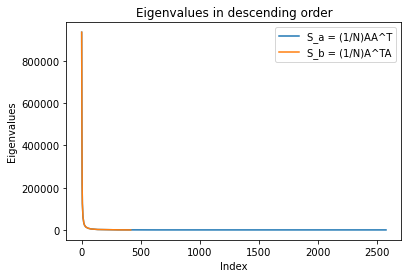 Eigenvalues in descending order
S_a = (1/N)AA^T
S_b = (1/N)A^TA
Eigenvalues
800000
600000
400000
200000
0
0 500 1000 1500 2000 2500
Index